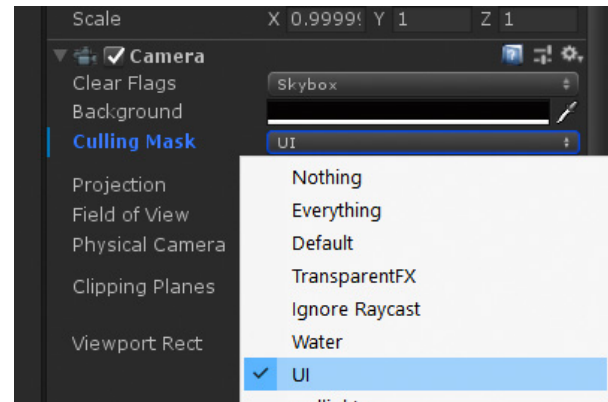 Scale X 0.9999! Y 1 Z 1
Camera
Clear Flags Skybox
Background
Culling Mask UI
Nothing
Projection
Everything
Field of View
Default
Physical Camera
TransparentFX
Clipping Planes
Ignore Raycast
Water
Viewport Rect
UI